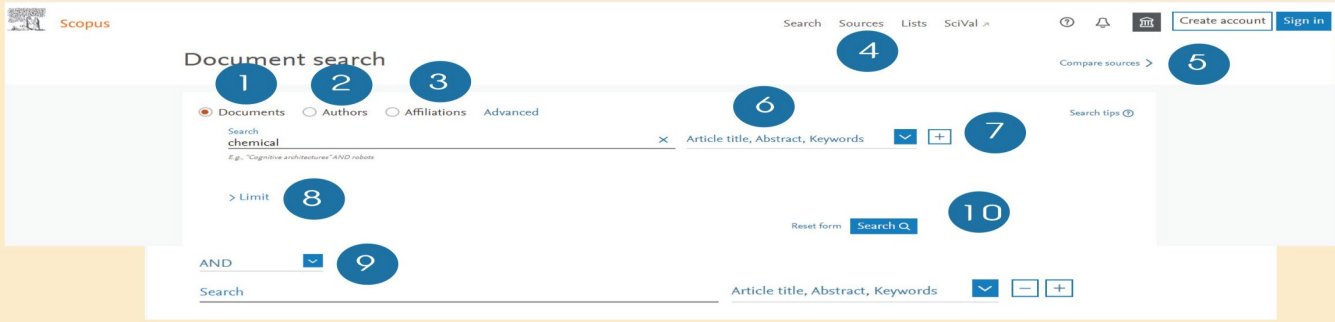 Scopus
Search Sources Lists SciVal
Create account Sign in
4
Document search
Compare sources > 5
1 2 3
6
Documents Authors Affiliations Advanced
Search tips
Search
chemical × Article title, Abstract, Keywords + 7
E.g., "Cognitive architectures" AND robots
> Limit 8
10
Reset form Search
AND 9
Search Article title, Abstract, Keywords − +